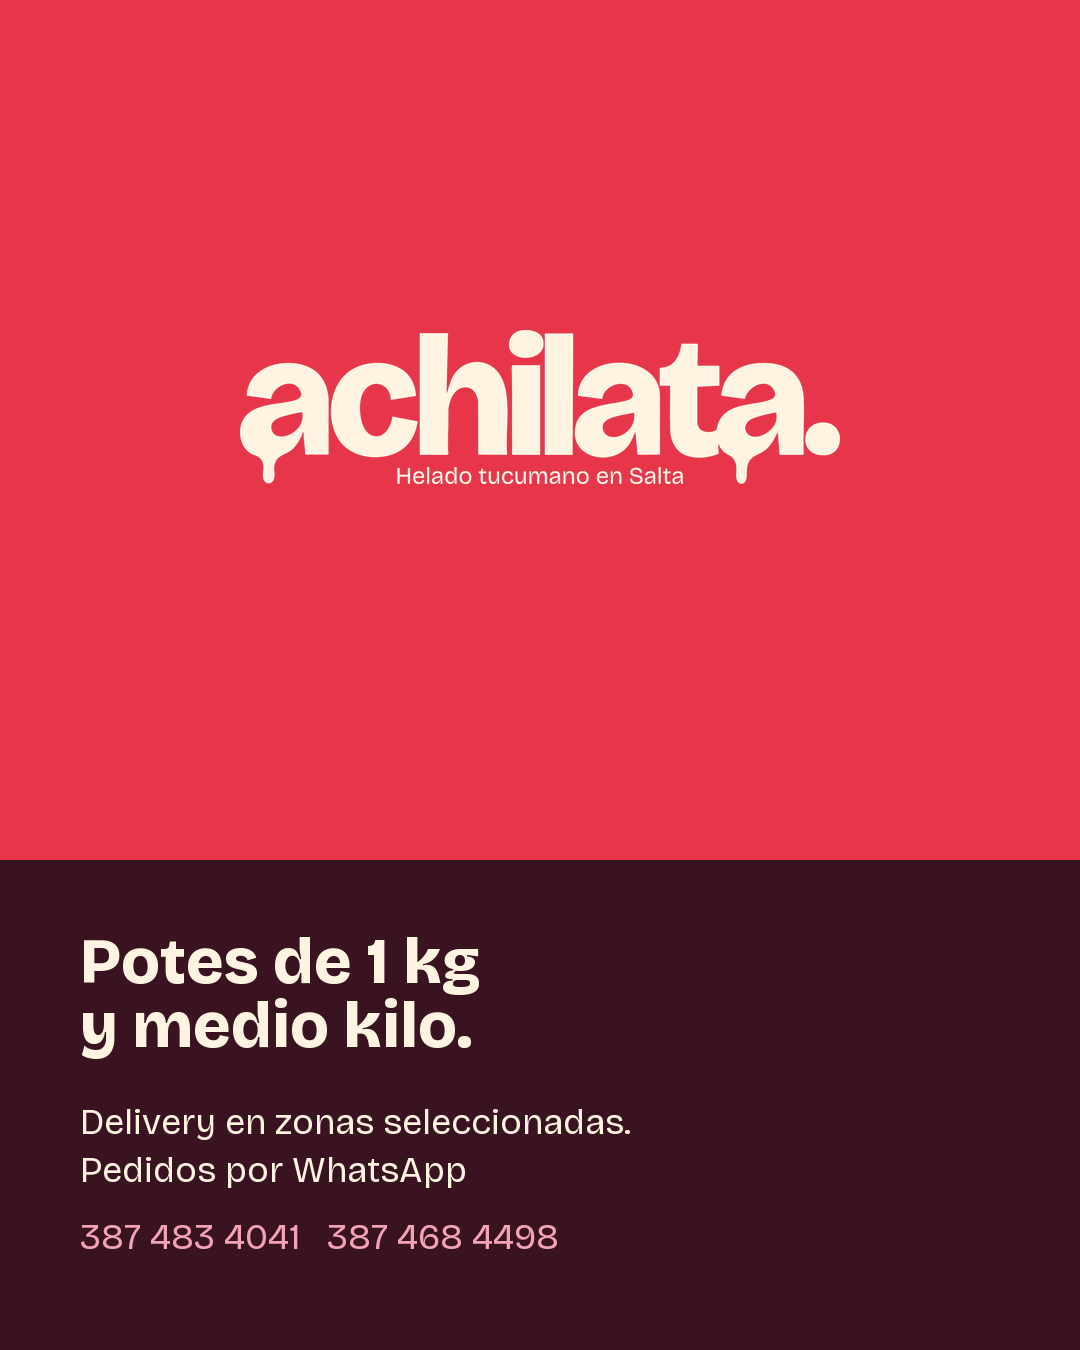 achilata.
Helado tucumano en Salta
Potes de 1 kg
y medio kilo.
Delivery en zonas seleccionadas.
Pedidos por WhatsApp
387 483 4041 387 468 4498